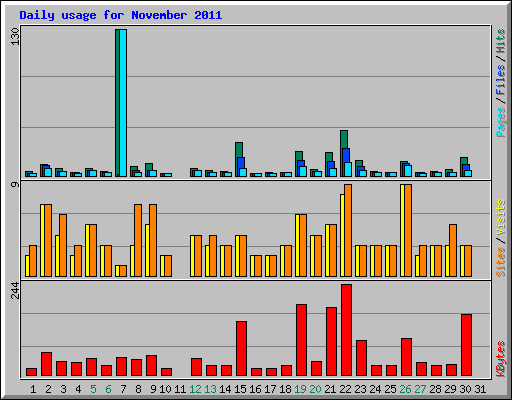 Daily usage for November 2011
130
Pages / Files / Hits
9
Sites / Visits
244
KBytes
1 2 3 4 5 6 7 8 9 10 11 12 13 14 15 16 17 18 19 20 21 22 23 24 25 26 27 28 29 30 31